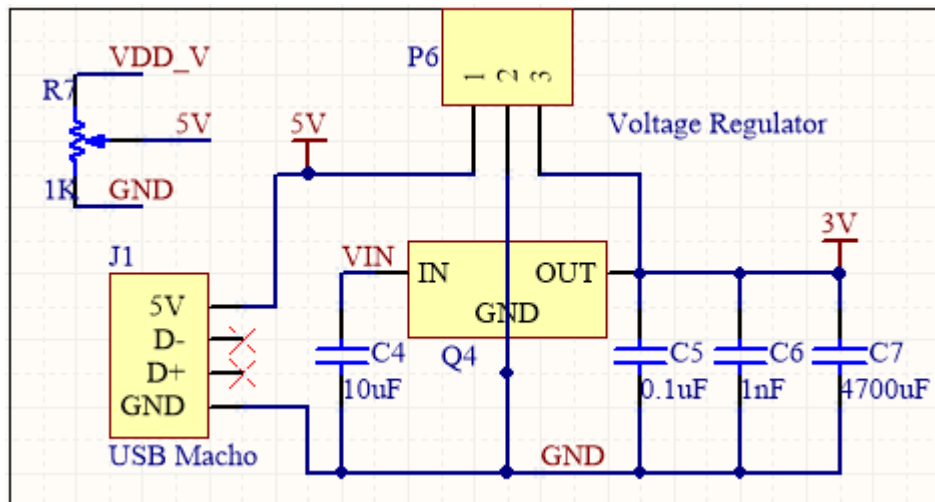 VDD_V
R7
5V
1K
GND
P6
1 2 3
5V
Voltage Regulator
J1
5V
D-
D+
GND
USB Macho
VIN
IN
OUT
GND
Q4
3V
C4
10uF
C5
0.1uF
C6
1nF
C7
4700uF
GND